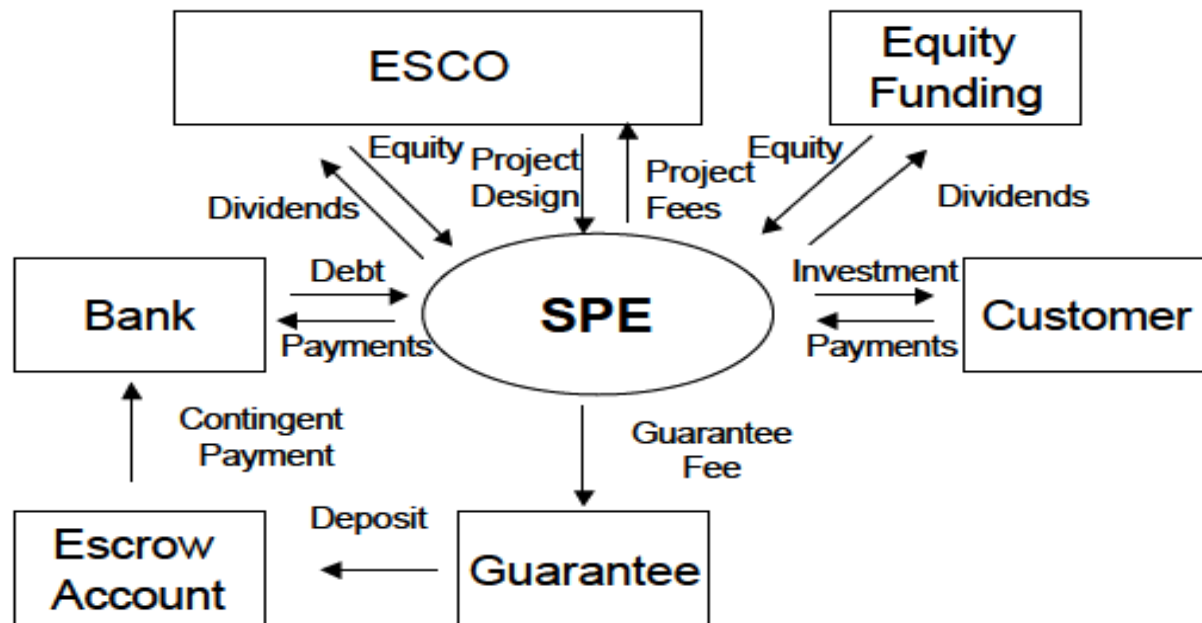 ESCO
Equity
Funding
Equity
Project
Design
Project
Fees
Equity
Dividends
Dividends
Bank
Debt
Payments
SPE
Investment
Payments
Customer
Contingent
Payment
Guarantee
Fee
Escrow
Account
Deposit
Guarantee